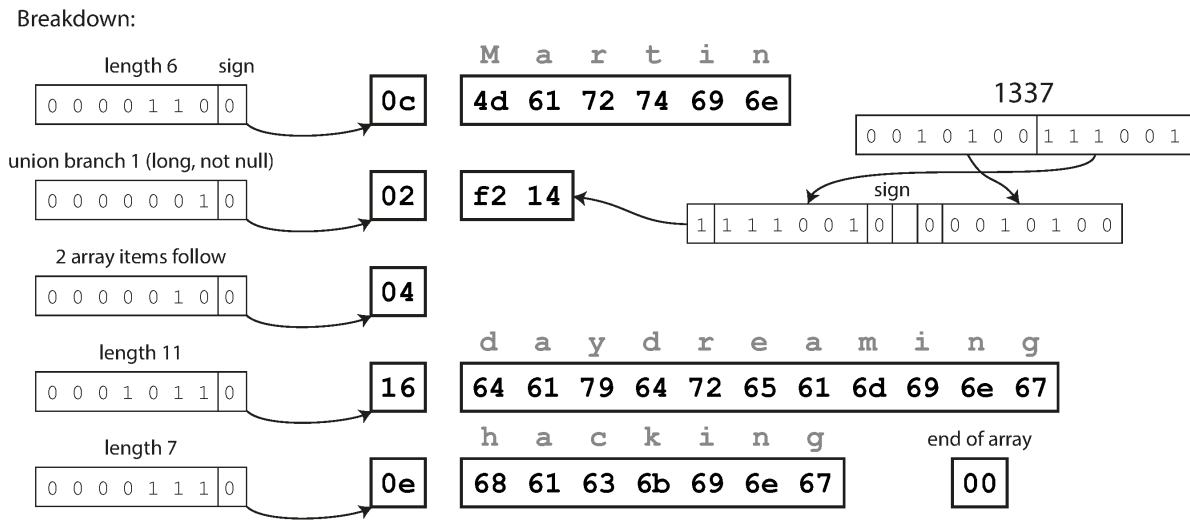 Breakdown:
length 6 sign
0 0 0 0 1 1 0 0
0c
M a r t i n
4d 61 72 74 69 6e
1337
0 0 1 0 1 0 0 1 1 1 0 0 1
union branch 1 (long, not null)
0 0 0 0 0 0 1 0
02
f2 14
sign
1 1 1 1 0 0 1 0 0 0 0 1 0 1 0 0
2 array items follow
0 0 0 0 0 1 0 0
04
length 11
0 0 0 1 0 1 1 0
16
d a y d r e a m i n g
64 61 79 64 72 65 61 6d 69 6e 67
length 7
0 0 0 0 1 1 1 0
0e
h a c k i n g
68 61 63 6b 69 6e 67
end of array
00